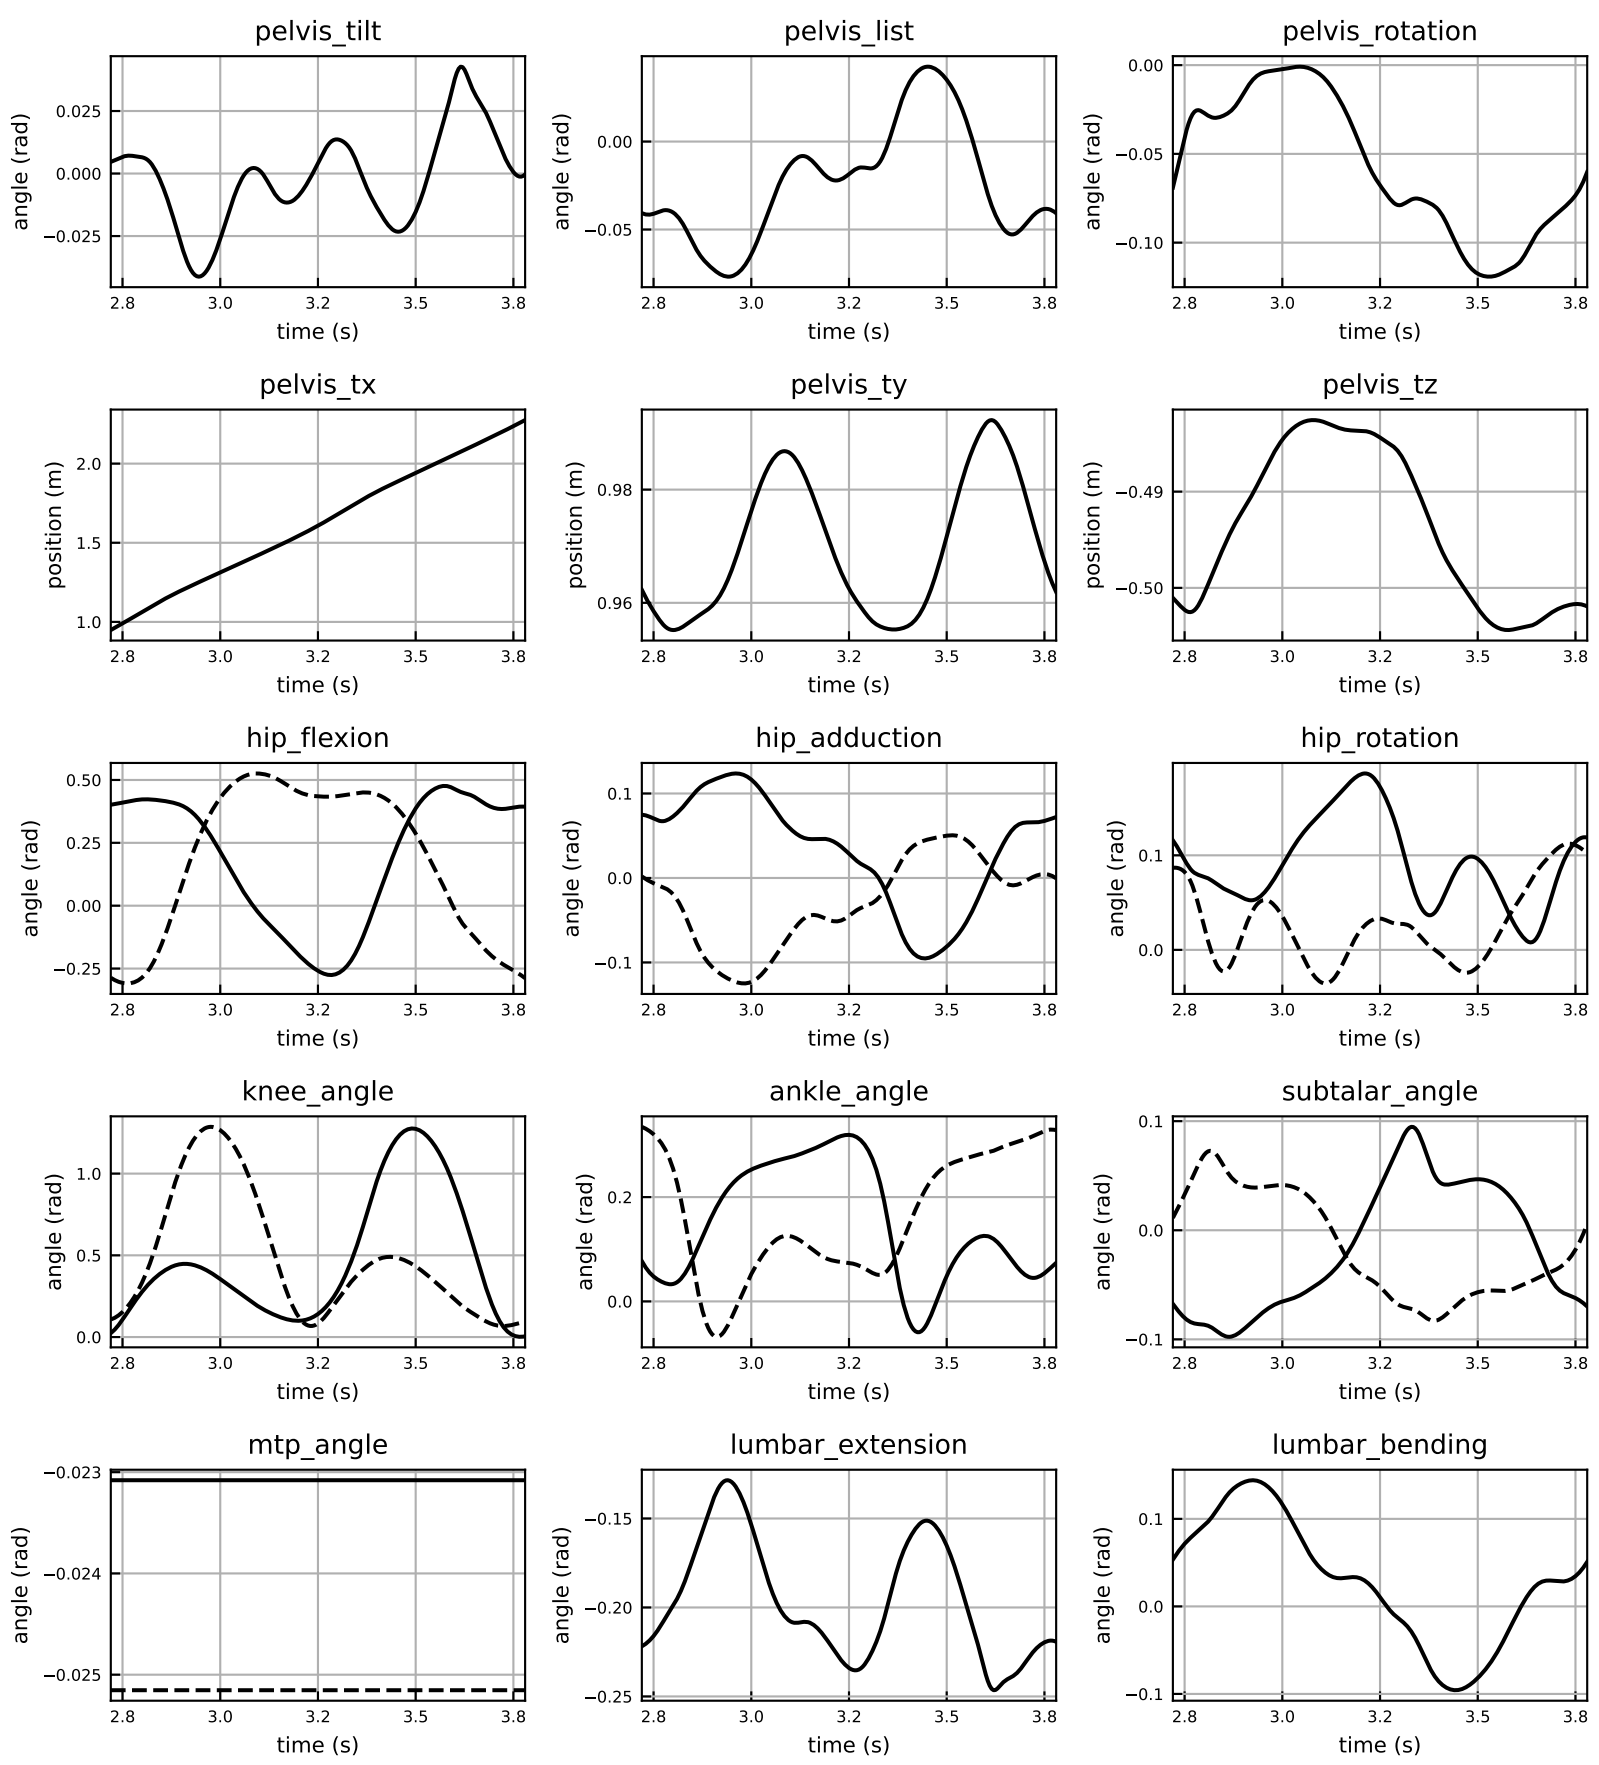 pelvis_tilt
angle (rad)
0.025
0.000
−0.025
2.8 3.0 3.2 3.5 3.8
time (s)
pelvis_list
angle (rad)
0.00
−0.05
2.8 3.0 3.2 3.5 3.8
time (s)
pelvis_rotation
angle (rad)
0.00
−0.05
−0.10
2.8 3.0 3.2 3.5 3.8
time (s)
pelvis_tx
position (m)
2.0
1.5
1.0
2.8 3.0 3.2 3.5 3.8
time (s)
pelvis_ty
position (m)
0.98
0.96
2.8 3.0 3.2 3.5 3.8
time (s)
pelvis_tz
position (m)
−0.49
−0.50
2.8 3.0 3.2 3.5 3.8
time (s)
hip_flexion
angle (rad)
0.50
0.25
0.00
−0.25
2.8 3.0 3.2 3.5 3.8
time (s)
hip_adduction
angle (rad)
0.1
0.0
−0.1
2.8 3.0 3.2 3.5 3.8
time (s)
hip_rotation
angle (rad)
0.1
0.0
2.8 3.0 3.2 3.5 3.8
time (s)
knee_angle
angle (rad)
1.0
0.5
0.0
2.8 3.0 3.2 3.5 3.8
time (s)
ankle_angle
angle (rad)
0.2
0.0
2.8 3.0 3.2 3.5 3.8
time (s)
subtalar_angle
angle (rad)
0.1
0.0
−0.1
2.8 3.0 3.2 3.5 3.8
time (s)
mtp_angle
angle (rad)
−0.023
−0.024
−0.025
2.8 3.0 3.2 3.5 3.8
time (s)
lumbar_extension
angle (rad)
−0.15
−0.20
−0.25
2.8 3.0 3.2 3.5 3.8
time (s)
lumbar_bending
angle (rad)
0.1
0.0
−0.1
2.8 3.0 3.2 3.5 3.8
time (s)